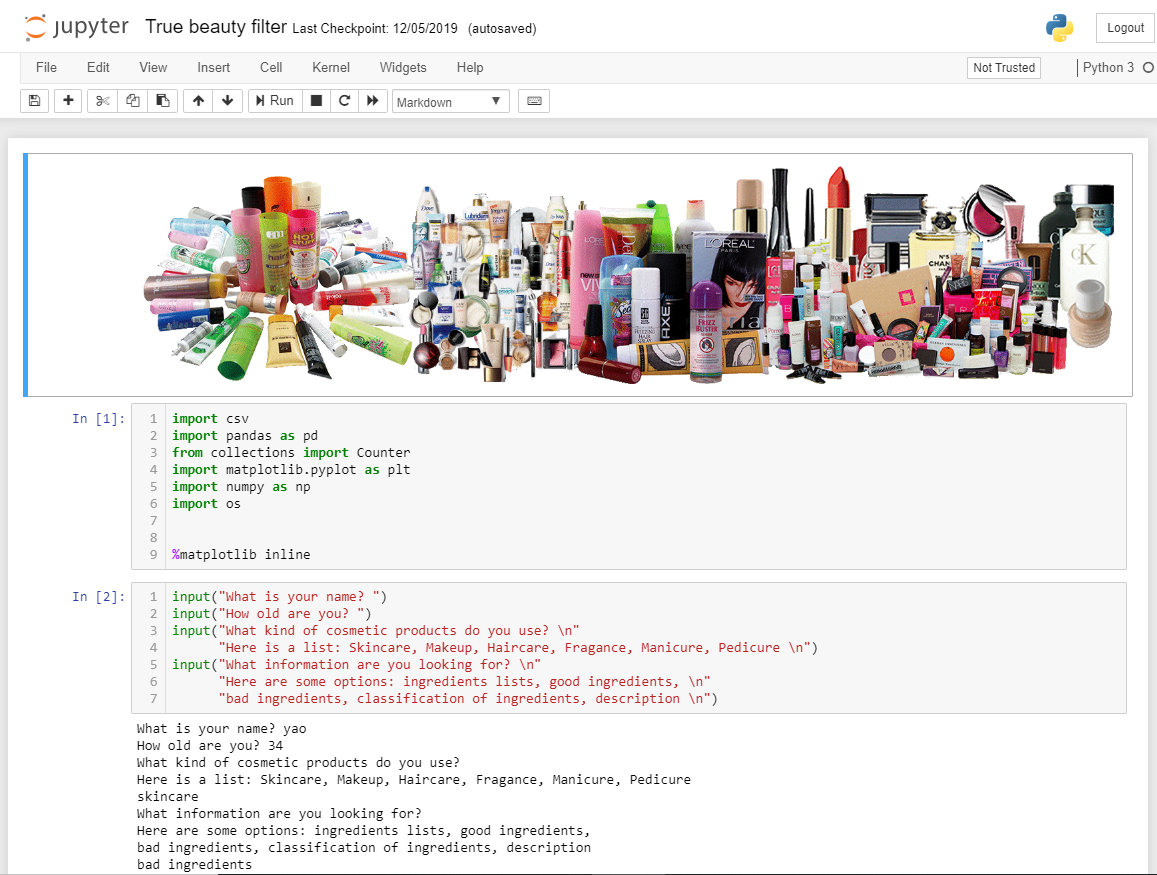 jupyter True beauty filter Last Checkpoint: 12/05/2019 (autosaved)
Logout
File Edit View Insert Cell Kernel Widgets Help
Not Trusted
Python 3
Run
Markdown
Dove
Lubriderm
HOT STUFF
hair
L'ORÉAL
PARIS
AXE
FRIZZ
N°5
CHANEL
cK
In [1]:
1 import csv
2 import pandas as pd
3 from collections import Counter
4 import matplotlib.pyplot as plt
5 import numpy as np
6 import os
7
8
9 %matplotlib inline
In [2]:
1 input("What is your name? ")
2 input("How old are you? ")
3 input("What kind of cosmetic products do you use? \n"
4 "Here is a list: Skincare, Makeup, Haircare, Fragance, Manicure, Pedicure \n")
5 input("What information are you looking for? \n"
6 "Here are some options: ingredients lists, good ingredients, \n"
7 "bad ingredients, classification of ingredients, description \n")
What is your name? yao
How old are you? 34
What kind of cosmetic products do you use?
Here is a list: Skincare, Makeup, Haircare, Fragance, Manicure, Pedicure
skincare
What information are you looking for?
Here are some options: ingredients lists, good ingredients,
bad ingredients, classification of ingredients, description
bad ingredients